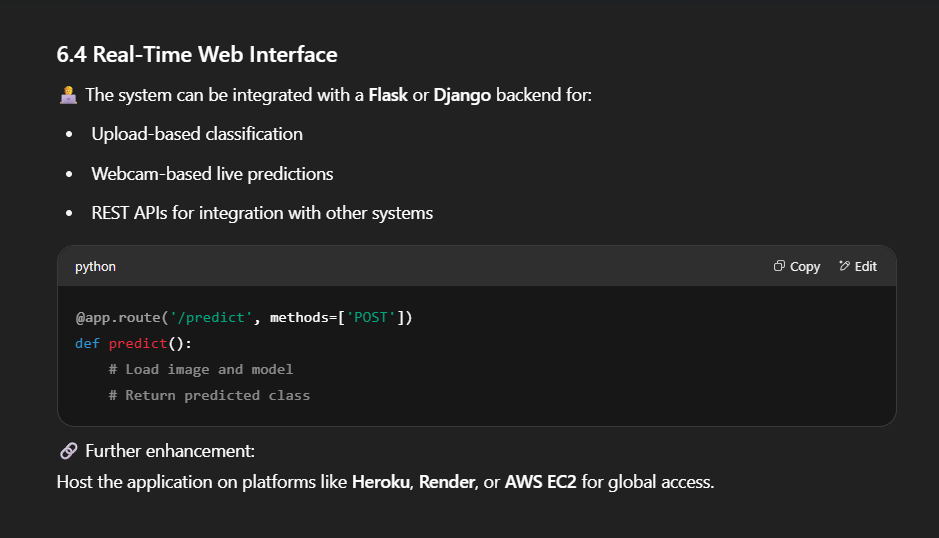 6.4 Real-Time Web Interface
🧑‍💻 The system can be integrated with a Flask or Django backend for:
• Upload-based classification
• Webcam-based live predictions
• REST APIs for integration with other systems
python Copy Edit
@app.route('/predict', methods=['POST'])
def predict():
    # Load image and model
    # Return predicted class
🔗 Further enhancement:
Host the application on platforms like Heroku, Render, or AWS EC2 for global access.